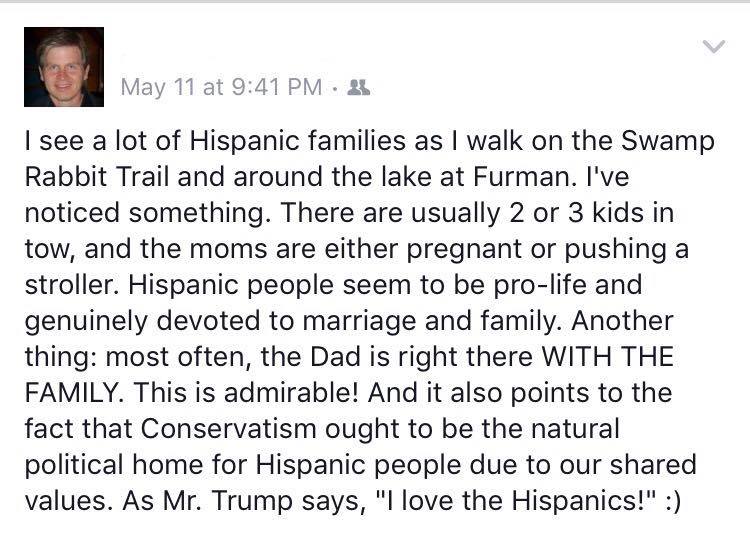 May 11 at 9:41 PM ·
I see a lot of Hispanic families as I walk on the Swamp
Rabbit Trail and around the lake at Furman. I've
noticed something. There are usually 2 or 3 kids in
tow, and the moms are either pregnant or pushing a
stroller. Hispanic people seem to be pro-life and
genuinely devoted to marriage and family. Another
thing: most often, the Dad is right there WITH THE
FAMILY. This is admirable! And it also points to the
fact that Conservatism ought to be the natural
political home for Hispanic people due to our shared
values. As Mr. Trump says, "I love the Hispanics!" :)